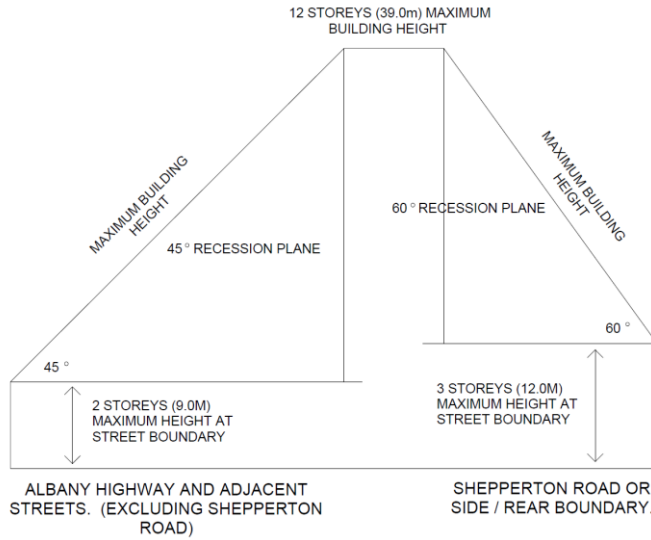 12 STOREYS (39.0m) MAXIMUM
BUILDING HEIGHT
MAXIMUM BUILDING
HEIGHT
MAXIMUM BUILDING
HEIGHT
60° RECESSION PLANE
45° RECESSION PLANE
60°
45°
2 STOREYS (9.0M)
MAXIMUM HEIGHT AT
STREET BOUNDARY
3 STOREYS (12.0M)
MAXIMUM HEIGHT AT
STREET BOUNDARY
ALBANY HIGHWAY AND ADJACENT
STREETS. (EXCLUDING SHEPPERTON
ROAD)
SHEPPERTON ROAD OR
SIDE / REAR BOUNDARY.